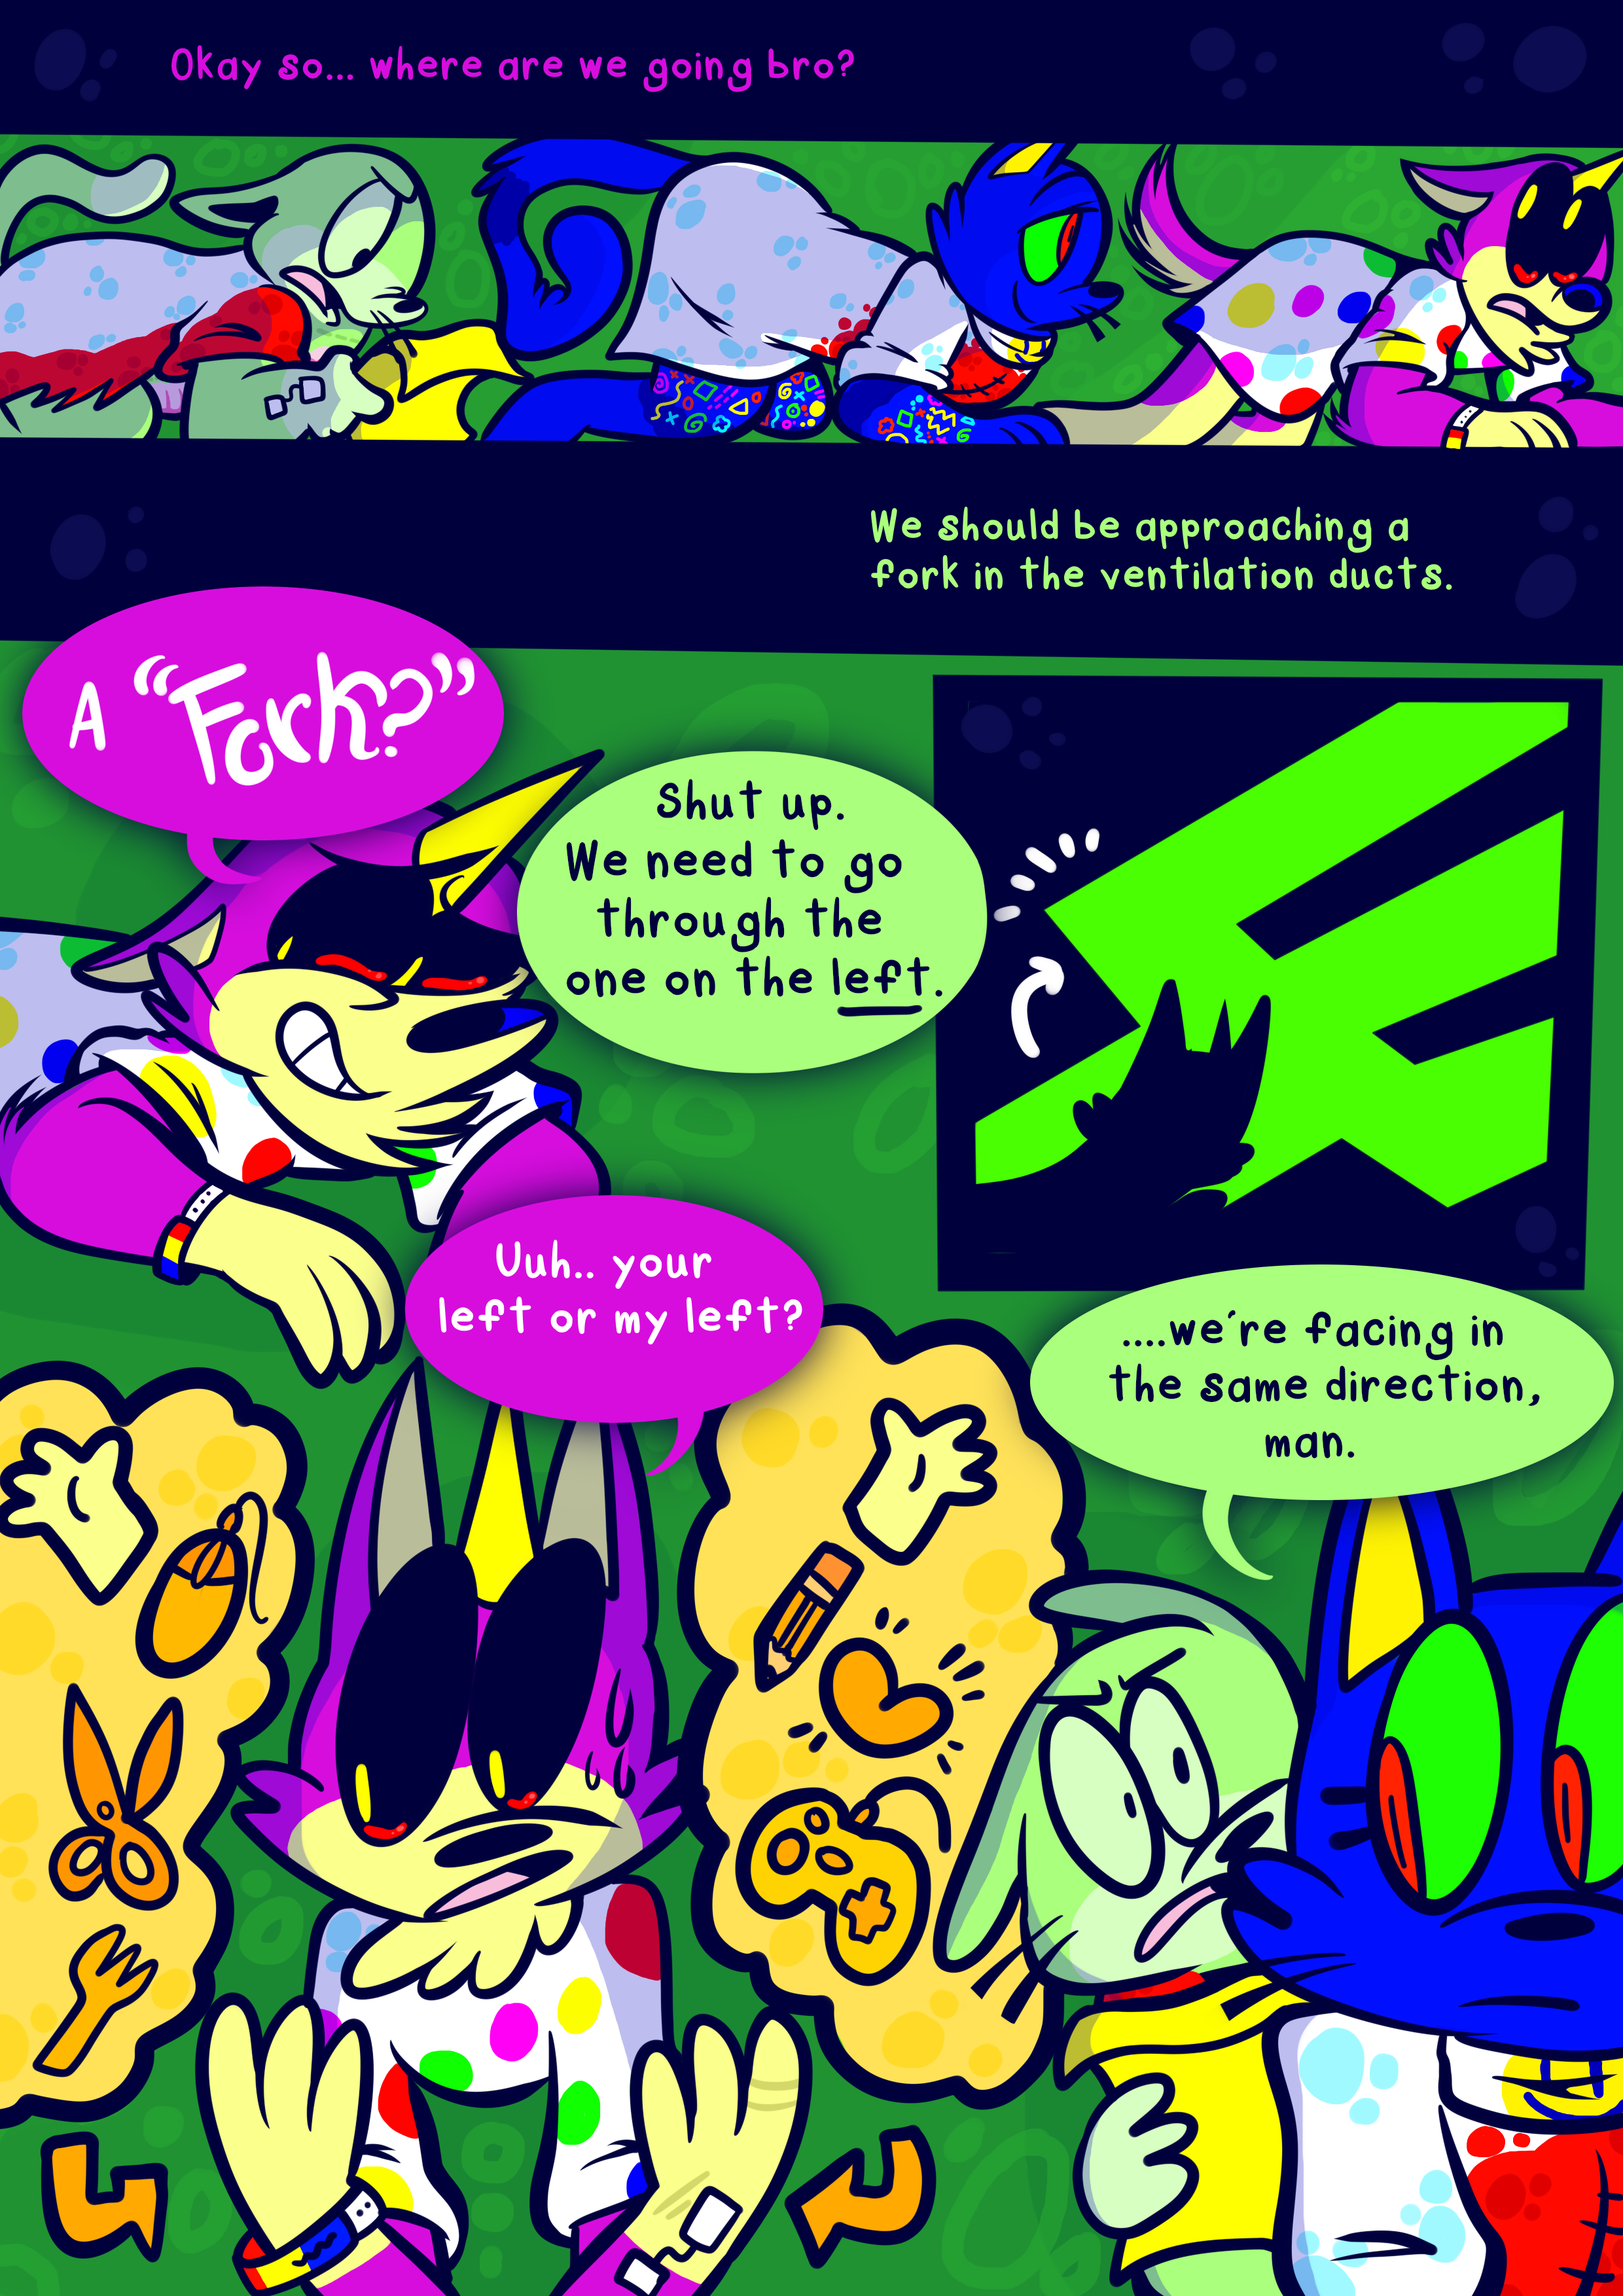 Okay so... where are we going bro?
We should be approaching a
fork in the ventilation ducts.
A “Fork?”
Shut up.
We need to go
through the
one on the left.
Uuh.. your
left or my left?
....we're facing in
the same direction,
man.